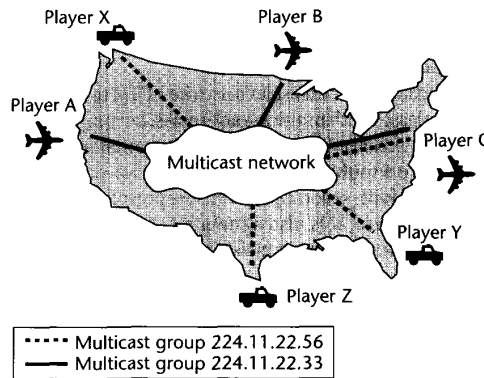 Player X
Player B
Player A
Multicast network
Player C
Player Y
Player Z
Multicast group 224.11.22.56
Multicast group 224.11.22.33